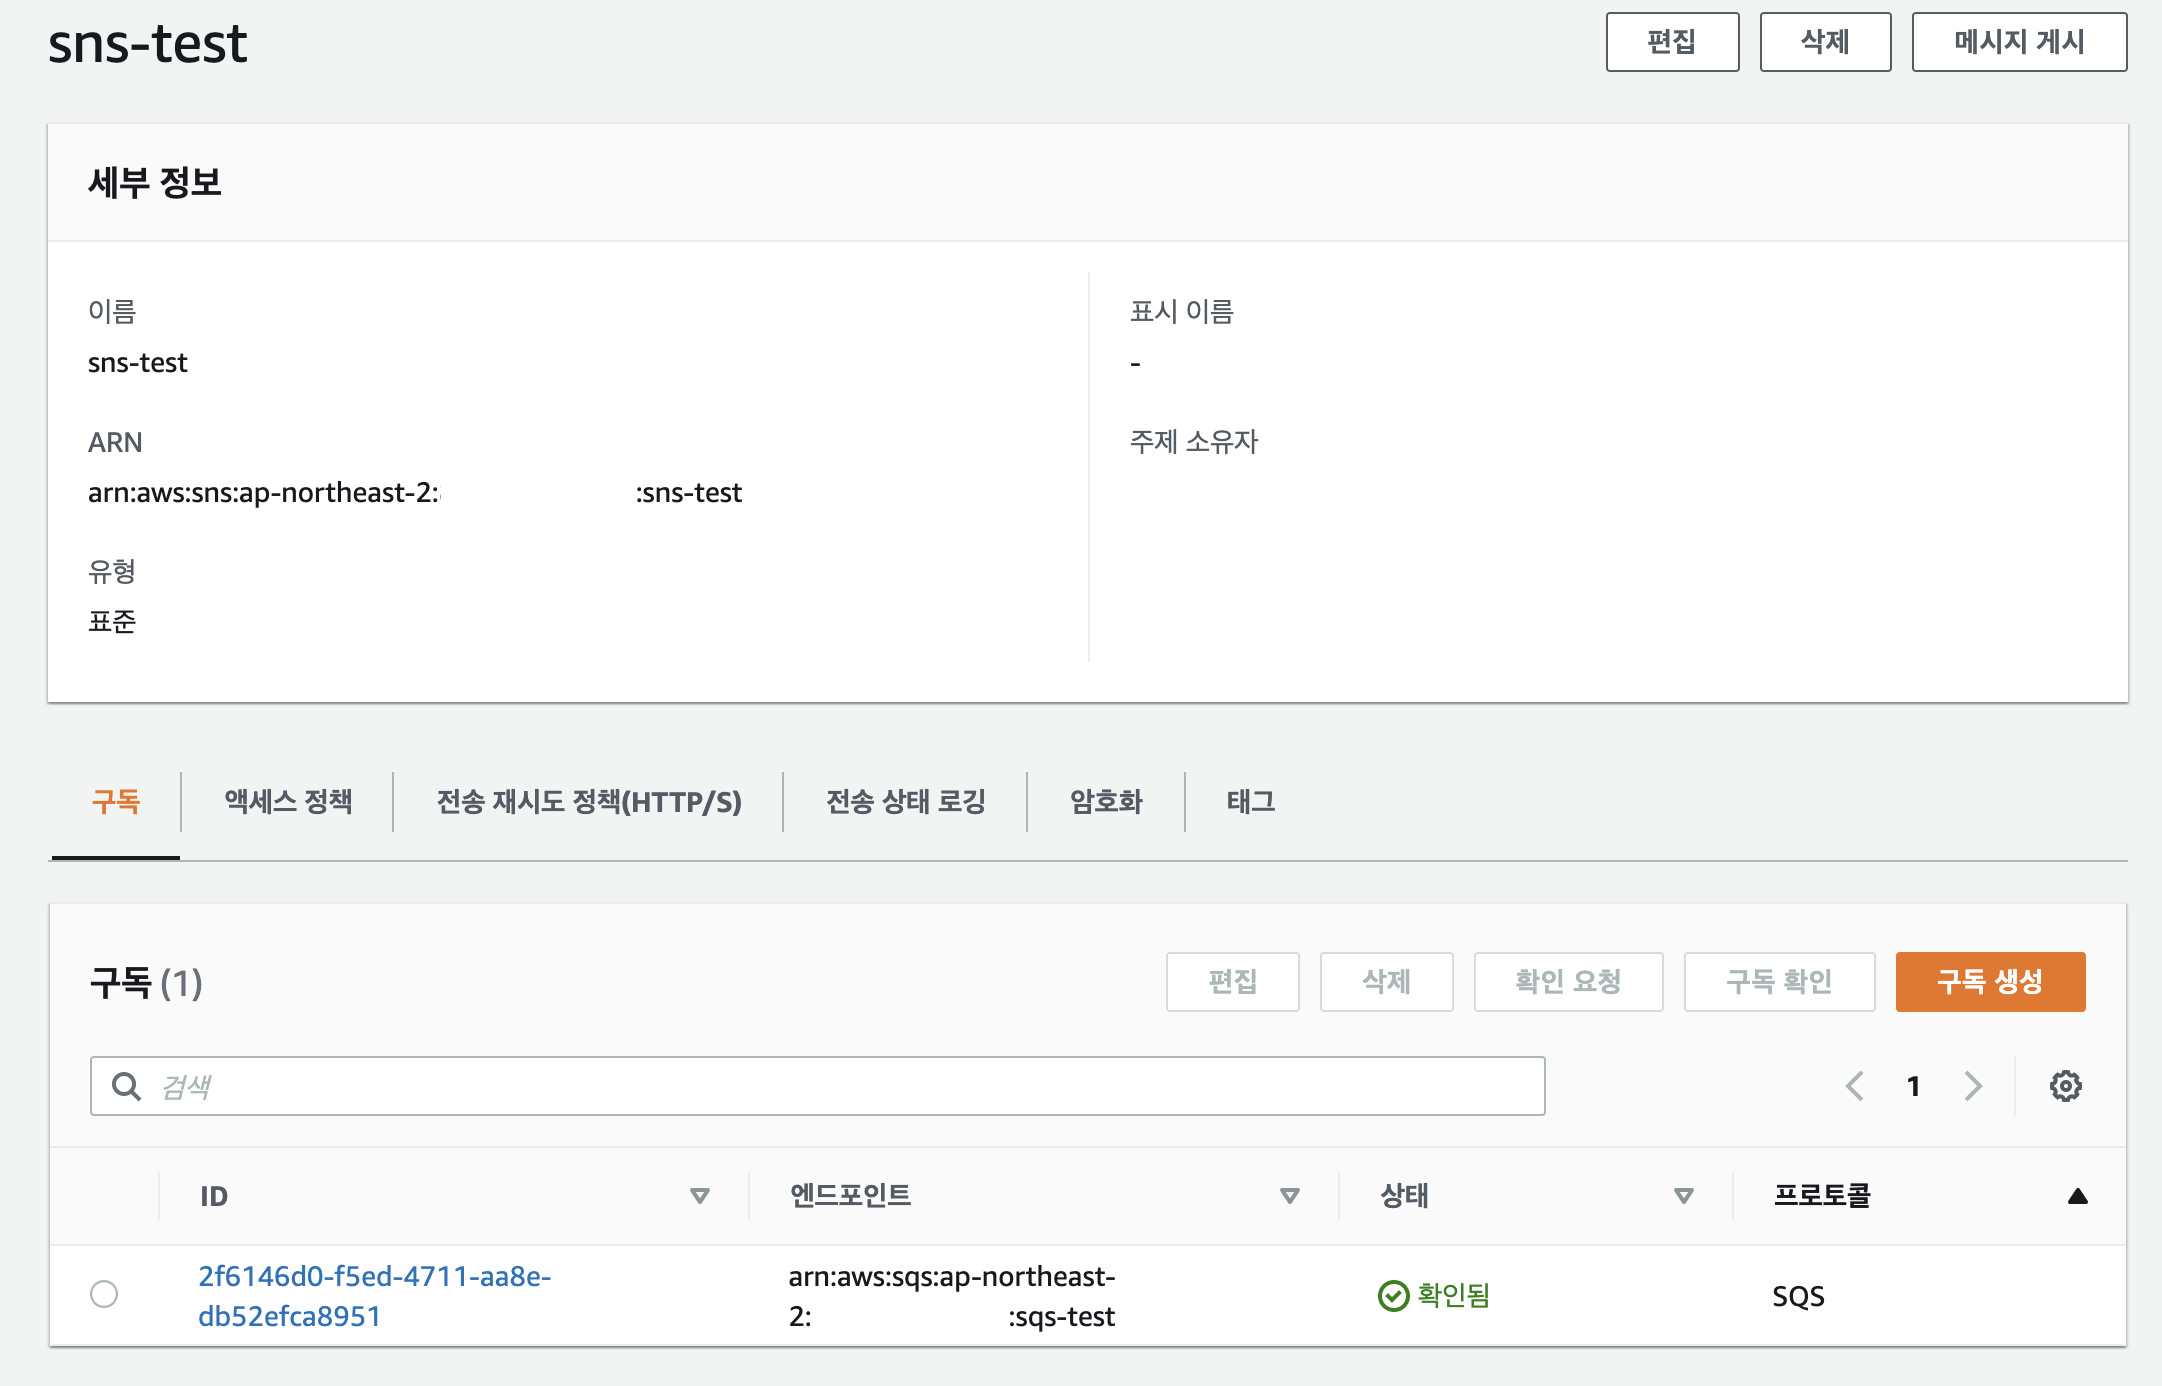 sns-test
편집
삭제
메시지 게시
세부 정보
이름
sns-test
표시 이름
-
ARN
arn:aws:sns:ap-northeast-2: :sns-test
주제 소유자
유형
표준
구독
액세스 정책
전송 재시도 정책(HTTP/S)
전송 상태 로깅
암호화
태그
구독 (1)
편집
삭제
확인 요청
구독 확인
구독 생성
검색
1
ID
엔드포인트
상태
프로토콜
2f6146d0-f5ed-4711-aa8e-
db52efca8951
arn:aws:sqs:ap-northeast-
2: :sqs-test
확인됨
SQS